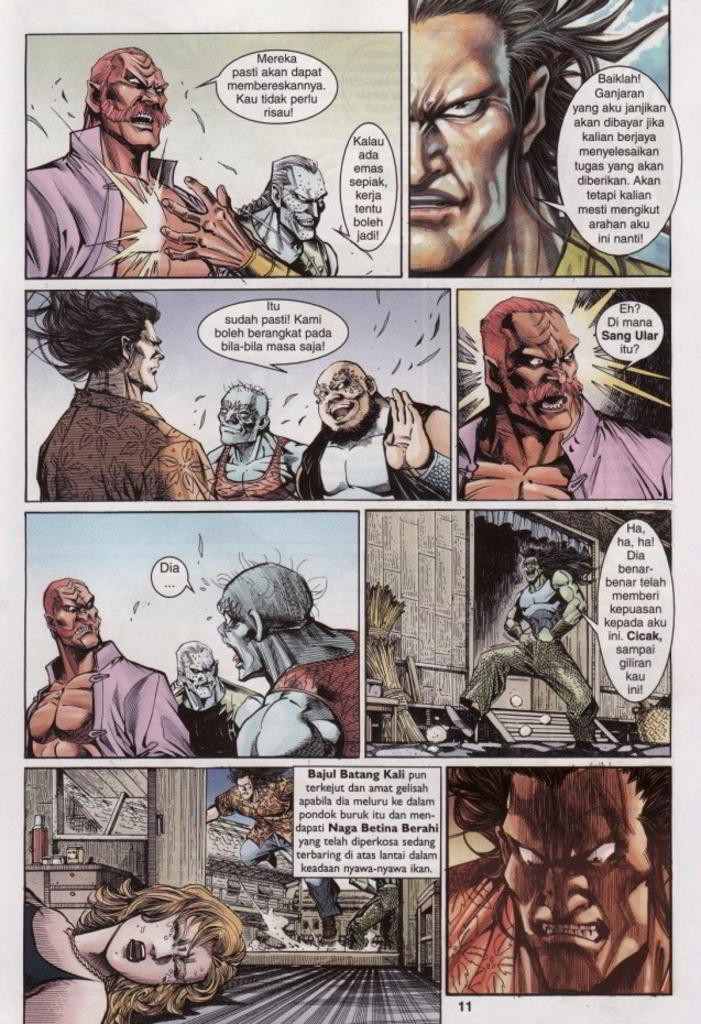 Mereka
pasti akan dapat
membereskannya.
Kau tidak perlu
risau!
Kalau
ada
emas
sepiak,
kerja
tentu
boleh
jadi!
Baiklah!
Ganjaran
yang aku janjikan
akan dibayar jika
kalian berjaya
menyelesaikan
tugas yang akan
diberikan. Akan
tetapi kalian
mesti mengikut
arahan aku
ini nanti!
Itu
sudah pasti! Kami
boleh berangkat pada
bila-bila masa saja!
Eh?
Di mana
Sang Ular
itu?
Dia
...
Ha,
ha, ha!
Dia
benar-
benar telah
memberi
kepuasan
kepada aku
ini. Cicak,
sampai
giliran
kau
ini!
Bajul Batang Kali pun
terkejut dan amat gelisah
apabila dia meluru ke dalam
pondok buruk itu dan men-
dapati Naga Betina Berahi
yang telah diperkosa sedang
terbaring di atas lantai dalam
keadaan nyawa-nyawa ikan.
11